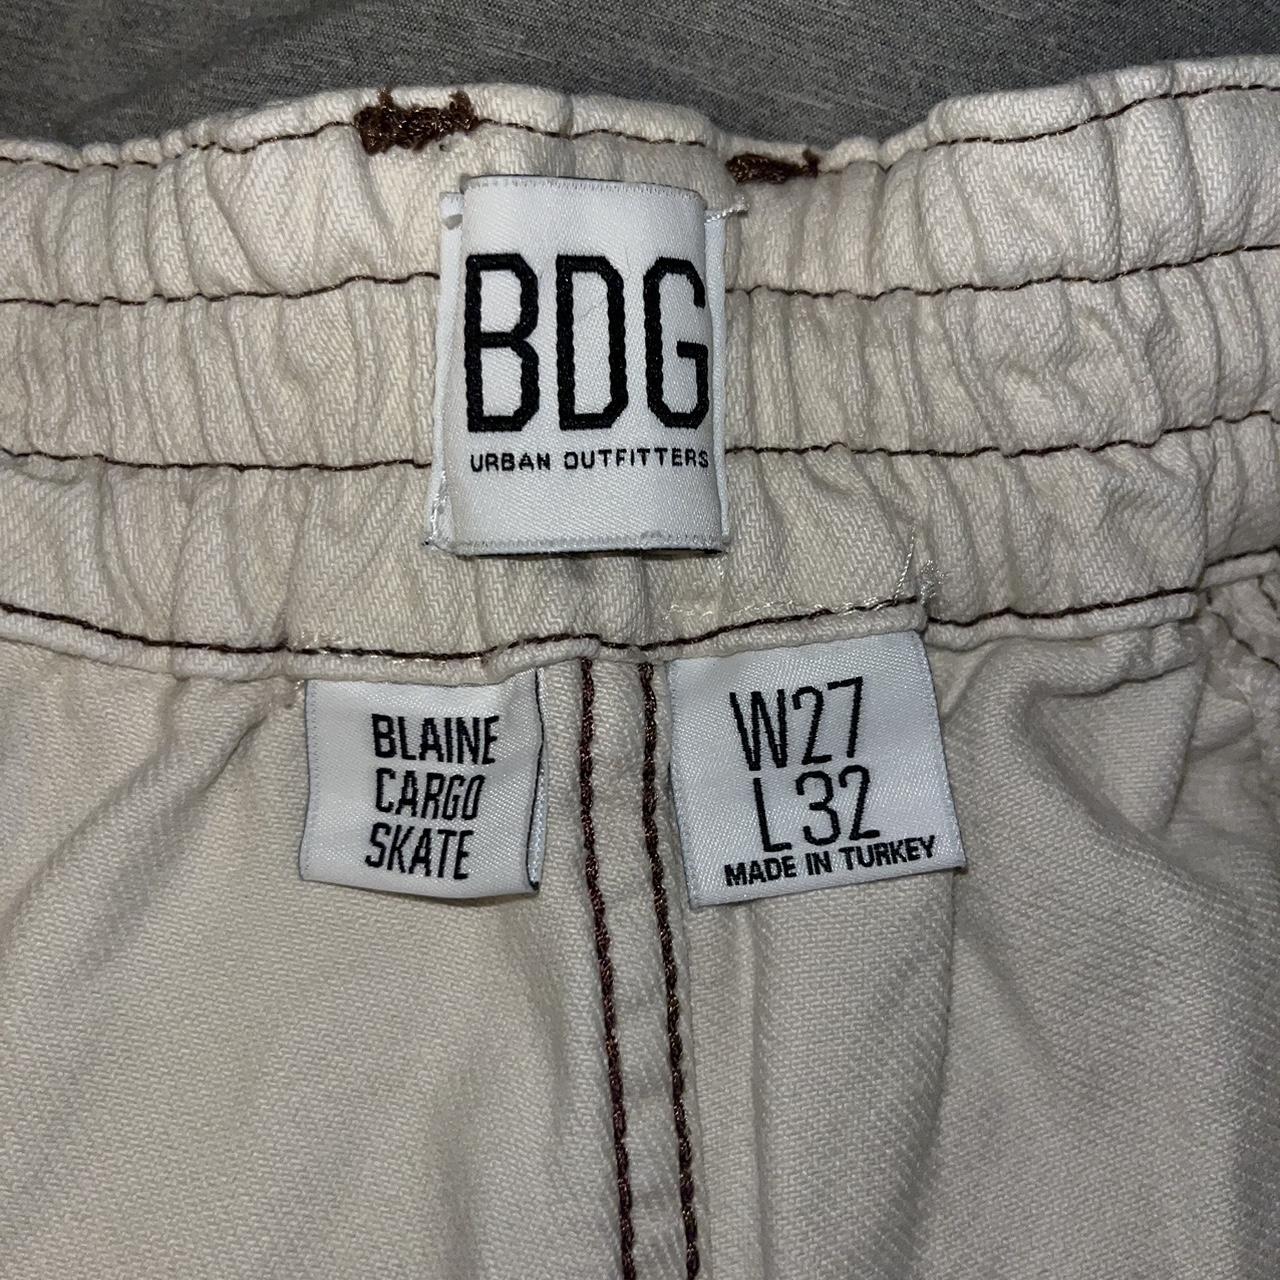 BDG
URBAN OUTFITTERS
BLAINE
CARGO
SKATE
W27
L32
MADE IN TURKEY